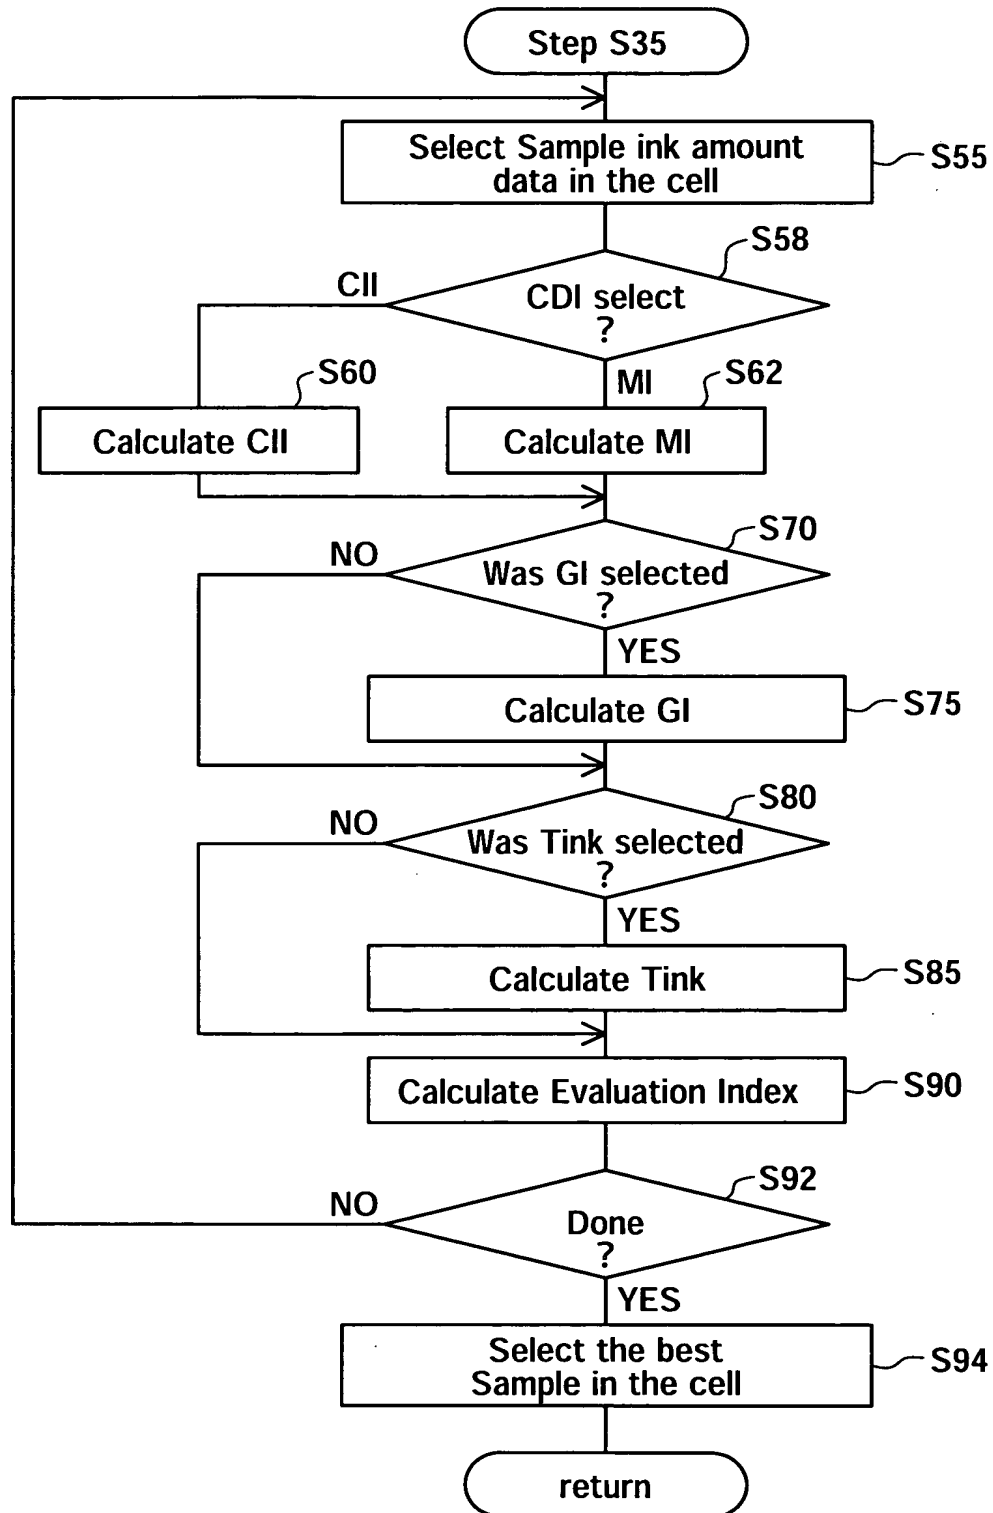 Step S35
Select Sample ink amount
data in the cell
S55
S58
CII
CDI select
?
S60
MI
S62
Calculate CII
Calculate MI
S70
NO
Was GI selected
?
YES
Calculate GI
S75
S80
NO
Was Tink selected
?
YES
Calculate Tink
S85
Calculate Evaluation Index
S90
S92
NO
Done
?
YES
Select the best
Sample in the cell
S94
return